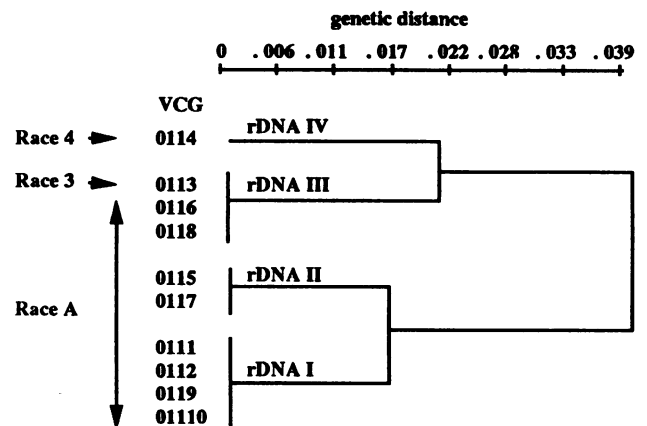 genetic distance
0 .006 .011 .017 .022 .028 .033 .039
VCG
Race 4 0114 rDNA IV
Race 3 0113 rDNA III
0116
0118
0115 rDNA II
0117
Race A
0111
0112 rDNA I
0119
01110